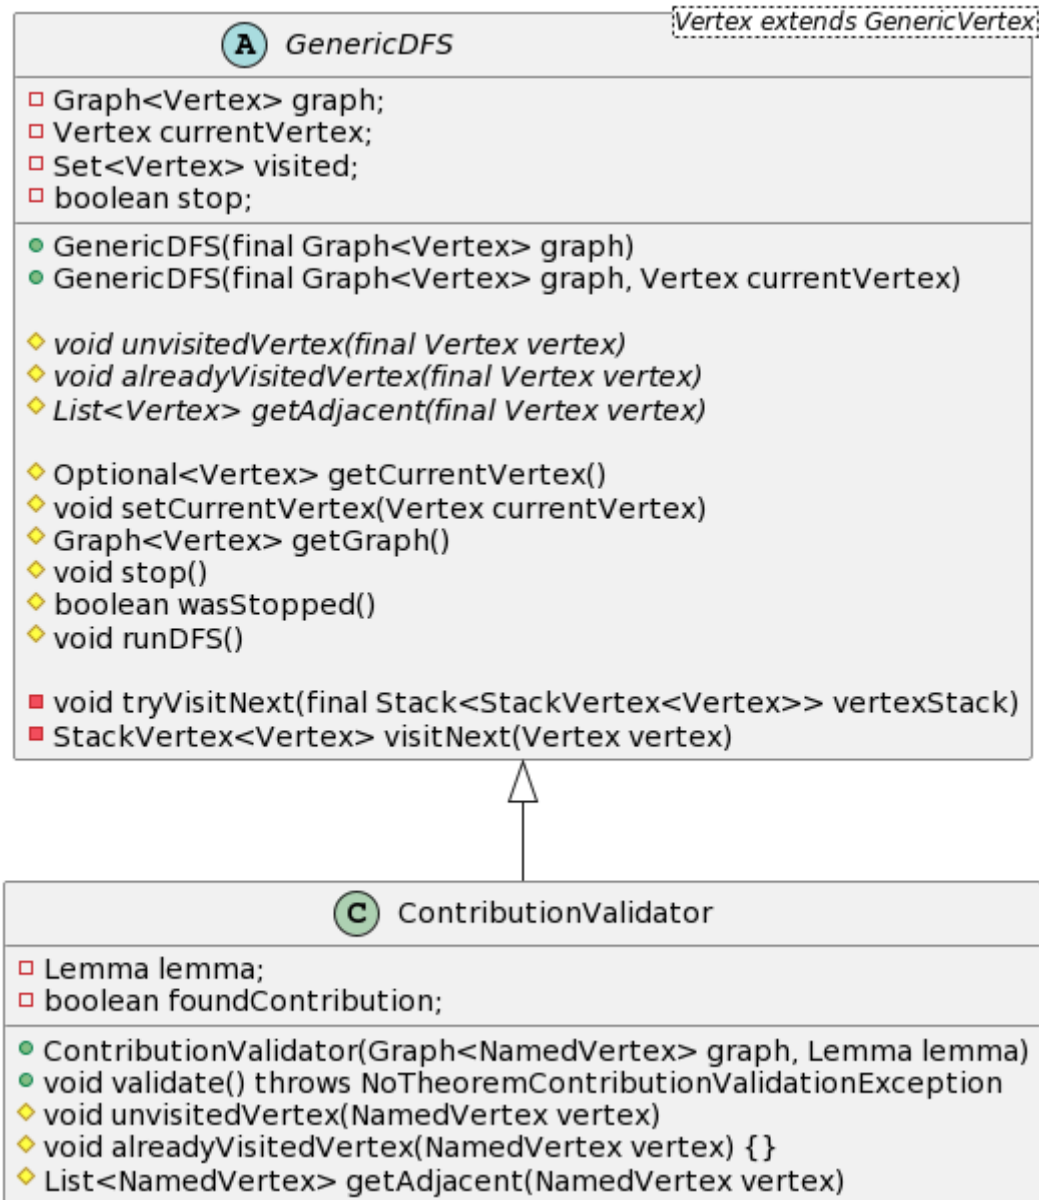 Vertex extends GenericVertex
A GenericDFS
Graph<Vertex> graph;
Vertex currentVertex;
Set<Vertex> visited;
boolean stop;
GenericDFS(final Graph<Vertex> graph)
GenericDFS(final Graph<Vertex> graph, Vertex currentVertex)
void unvisitedVertex(final Vertex vertex)
void alreadyVisitedVertex(final Vertex vertex)
List<Vertex> getAdjacent(final Vertex vertex)
Optional<Vertex> getCurrentVertex()
void setCurrentVertex(Vertex currentVertex)
Graph<Vertex> getGraph()
void stop()
boolean wasStopped()
void runDFS()
void tryVisitNext(final Stack<StackVertex<Vertex>> vertexStack)
StackVertex<Vertex> visitNext(Vertex vertex)
C ContributionValidator
Lemma lemma;
boolean foundContribution;
ContributionValidator(Graph<NamedVertex> graph, Lemma lemma)
void validate() throws NoTheoremContributionValidationException
void unvisitedVertex(NamedVertex vertex)
void alreadyVisitedVertex(NamedVertex vertex) {}
List<NamedVertex> getAdjacent(NamedVertex vertex)